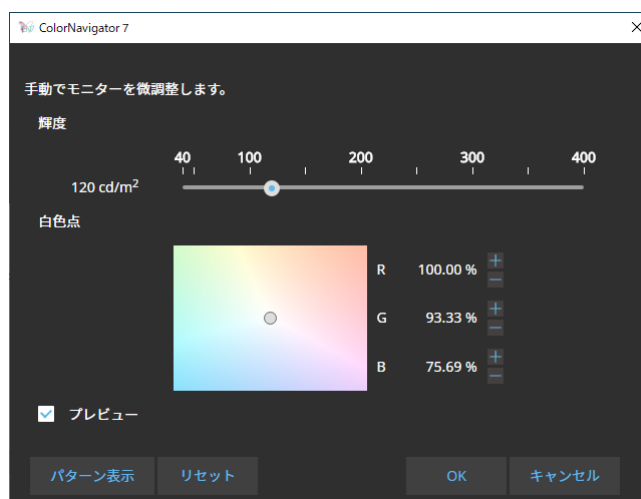 ColorNavigator 7
手動でモニターを微調整します。
輝度
40 100 200 300 400
120 cd/m²
白色点
R 100.00 %
G 93.33 %
B 75.69 %
プレビュー
パターン表示 リセット OK キャンセル